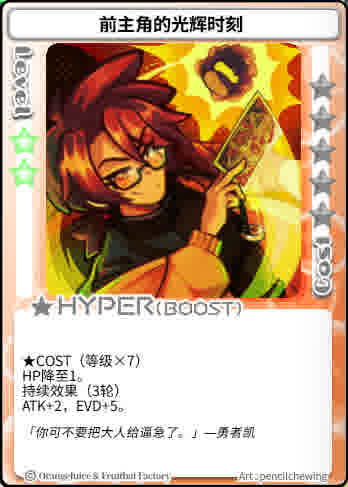 前主角的光辉时刻
Level
Cost
★HYPER(BOOST)
★COST（等级×7）
HP降至1。
持续效果（3轮）
ATK+2，EVD+5。
「你可不要把大人给逼急了。」—勇者凯
©OrangeJuice & Fruitbat Factory
Art : pencilchewing